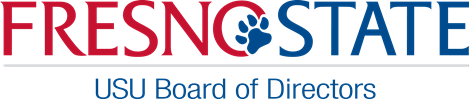 FRESNO STATE
USU Board of Directors